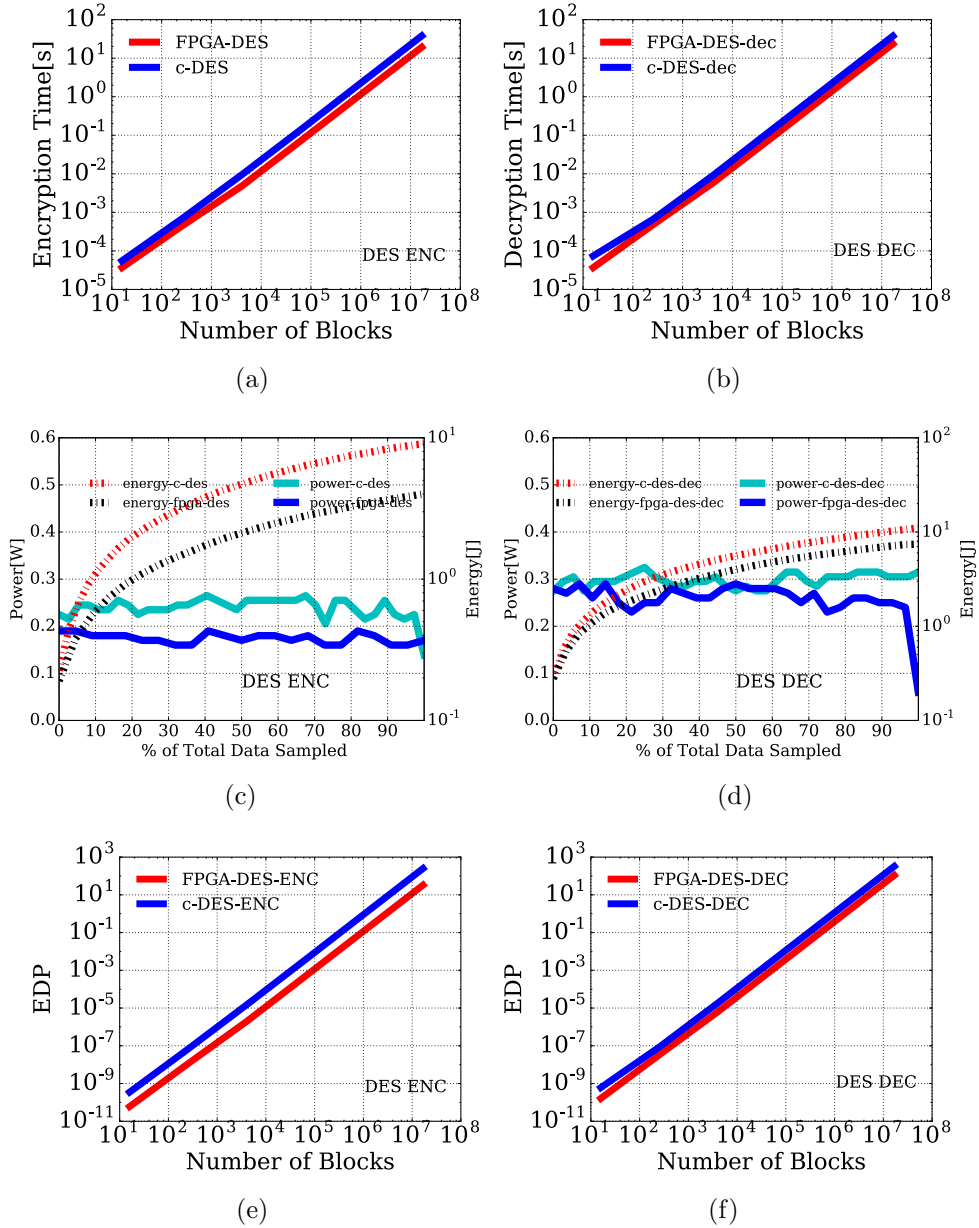 Encryption Time[s]
10^2
10^1
10^0
10^-1
10^-2
10^-3
10^-4
10^-5
FPGA-DES
c-DES
DES ENC
10^1 10^2 10^3 10^4 10^5 10^6 10^7 10^8
Number of Blocks
(a)
Decryption Time[s]
10^2
10^1
10^0
10^-1
10^-2
10^-3
10^-4
10^-5
FPGA-DES-dec
c-DES-dec
DES DEC
10^1 10^2 10^3 10^4 10^5 10^6 10^7 10^8
Number of Blocks
(b)
Power[W]
0.6
0.5
0.4
0.3
0.2
0.1
0.0
energy-c-des
energy-fpga-des
power-c-des
power-fpga-des
DES ENC
10^1
10^0
10^-1
Energy[J]
0 10 20 30 40 50 60 70 80 90
% of Total Data Sampled
(c)
Power[W]
0.6
0.5
0.4
0.3
0.2
0.1
0.0
energy-c-des-dec
energy-fpga-des-dec
power-c-des-dec
power-fpga-des-dec
DES DEC
10^2
10^1
10^0
10^-1
Energy[J]
0 10 20 30 40 50 60 70 80 90
% of Total Data Sampled
(d)
EDP
10^3
10^1
10^-1
10^-3
10^-5
10^-7
10^-9
10^-11
FPGA-DES-ENC
c-DES-ENC
DES ENC
10^1 10^2 10^3 10^4 10^5 10^6 10^7 10^8
Number of Blocks
(e)
EDP
10^3
10^1
10^-1
10^-3
10^-5
10^-7
10^-9
10^-11
FPGA-DES-DEC
c-DES-DEC
DES DEC
10^1 10^2 10^3 10^4 10^5 10^6 10^7 10^8
Number of Blocks
(f)